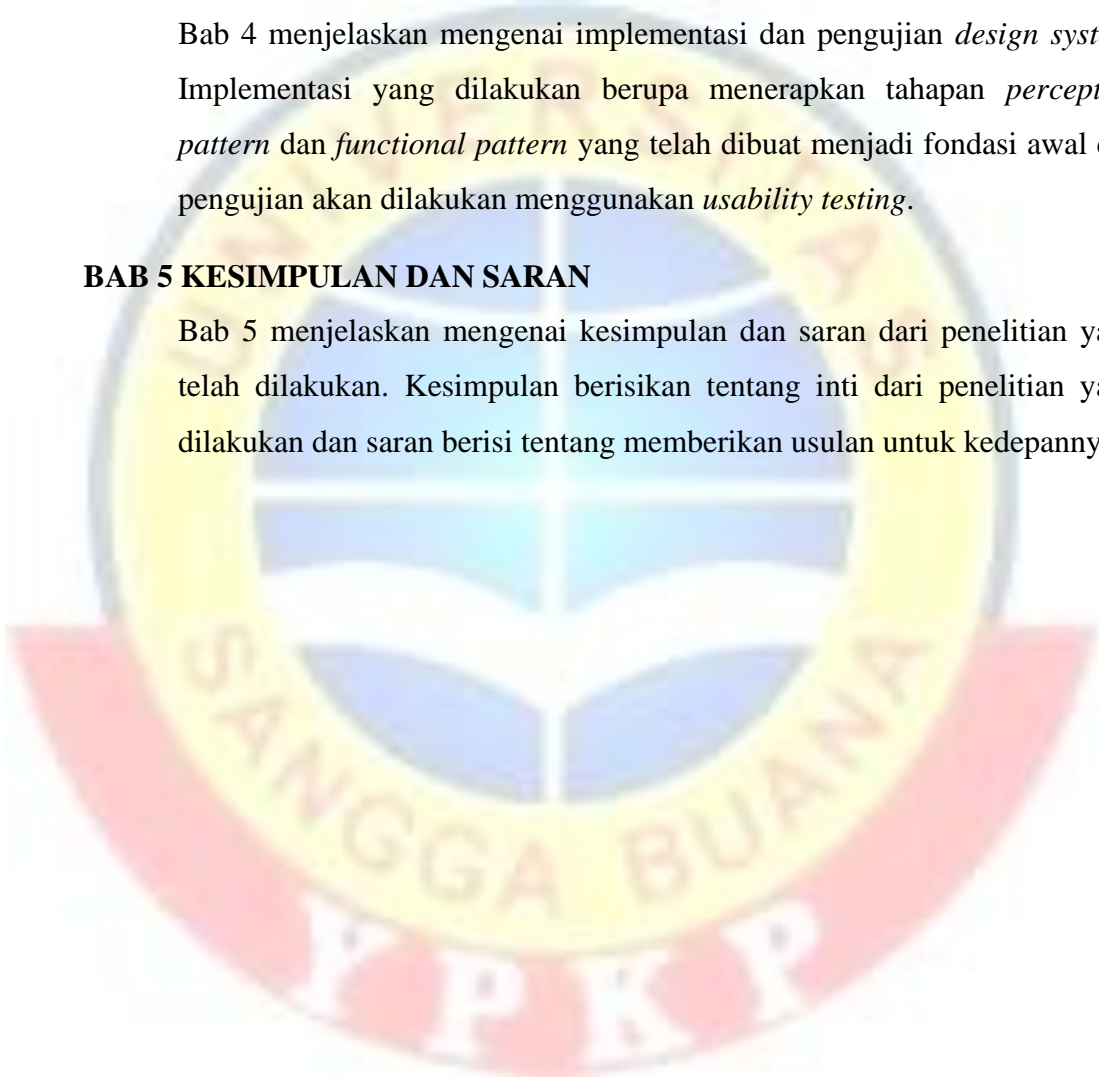 Bab 4 menjelaskan mengenai implementasi dan pengujian design syst
Implementasi yang dilakukan berupa menerapkan tahapan percept
pattern dan functional pattern yang telah dibuat menjadi fondasi awal
pengujian akan dilakukan menggunakan usability testing.
BAB 5 KESIMPULAN DAN SARAN
Bab 5 menjelaskan mengenai kesimpulan dan saran dari penelitian ya
telah dilakukan. Kesimpulan berisikan tentang inti dari penelitian ya
dilakukan dan saran berisi tentang memberikan usulan untuk kedepanny
UNIVERSITAS
SANGGA BUANA
YPKP